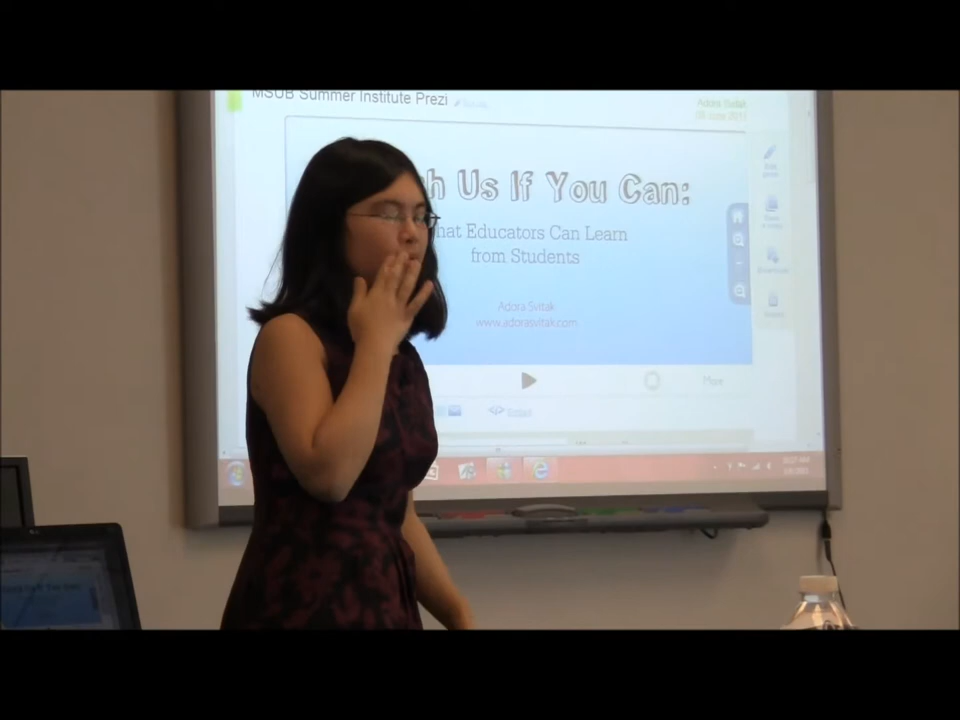 MSUB Summer Institute Prezi
Adora Svitak
Us If You Can:
hat Educators Can Learn
from Students
Adora Svitak
www.adorasvitak.com
More